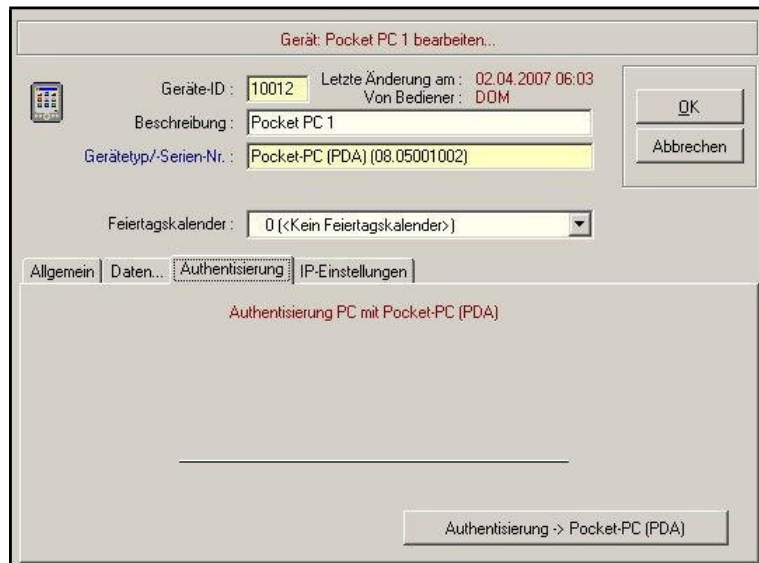 Gerät: Pocket PC 1 bearbeiten...
Geräte-ID : 10012 Letzte Änderung am : 02.04.2007 06:03
Von Bediener : DOM
OK
Beschreibung : Pocket PC 1
Abbrechen
Gerätetyp/-Serien-Nr. : Pocket-PC (PDA) (08.05001002)
Feiertagskalender : 0 (<Kein Feiertagskalender>)
Allgemein Daten... Authentisierung IP-Einstellungen
Authentisierung PC mit Pocket-PC (PDA)
Authentisierung -> Pocket-PC (PDA)